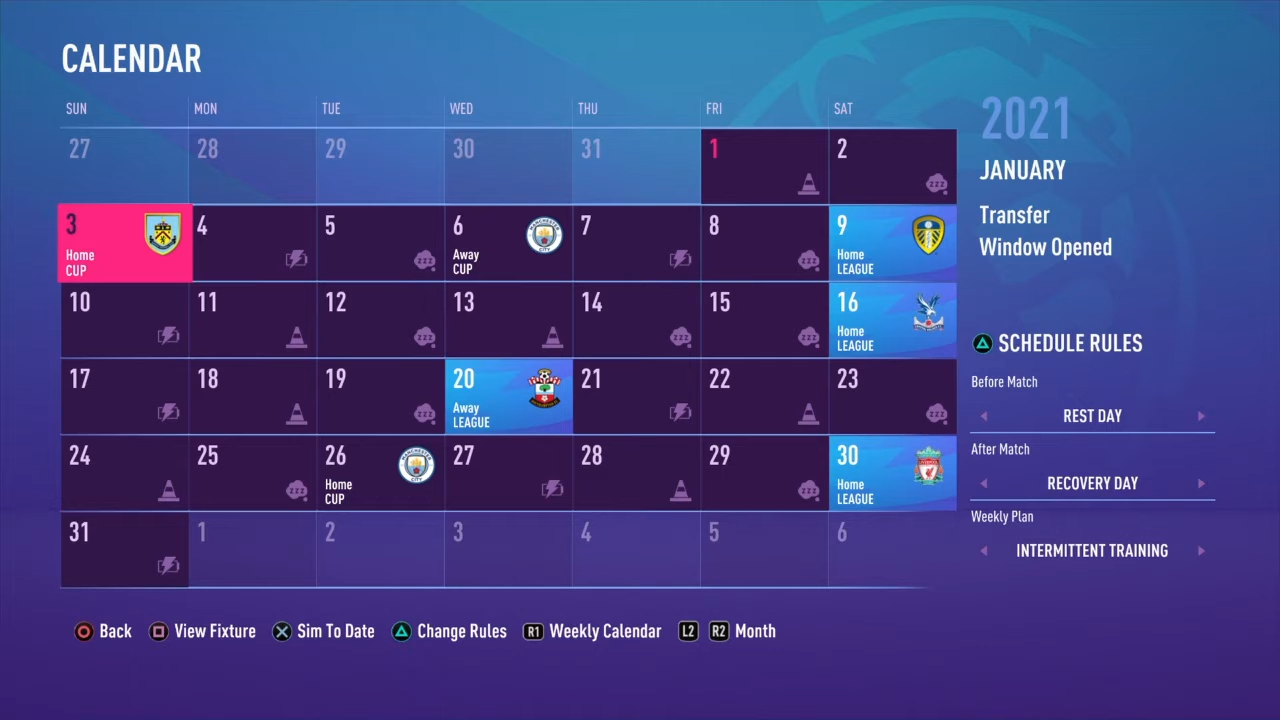 CALENDAR
SUN MON TUE WED THU FRI SAT
27 28 29 30 31 1 2
3 4 5 6 7 8 9
Home Away Home
CUP CUP LEAGUE
10 11 12 13 14 15 16
Home
LEAGUE
17 18 19 20 21 22 23
Away
LEAGUE
24 25 26 27 28 29 30
Home Home
CUP LEAGUE
31 1 2 3 4 5 6
2021
JANUARY
Transfer
Window Opened
SCHEDULE RULES
Before Match
REST DAY
After Match
RECOVERY DAY
Weekly Plan
INTERMITTENT TRAINING
Back View Fixture Sim To Date Change Rules R1 Weekly Calendar L2 R2 Month